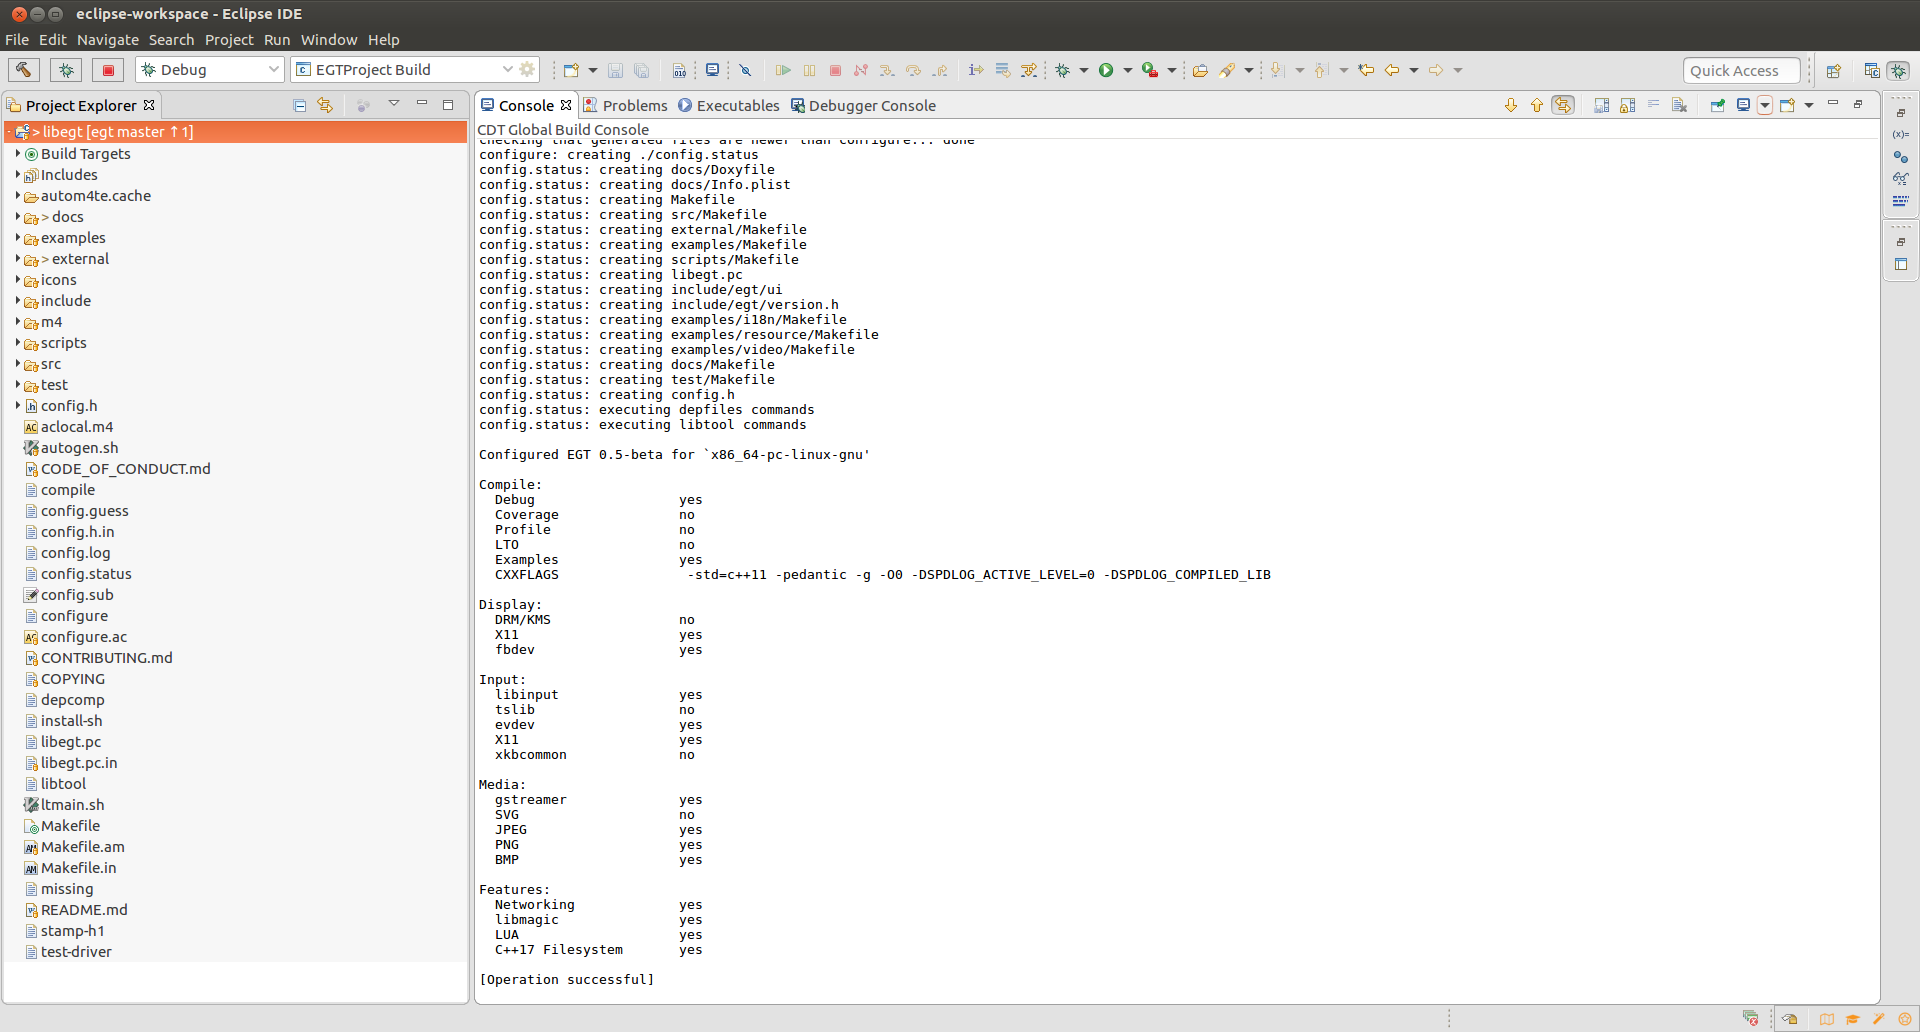 eclipse-workspace - Eclipse IDE
File Edit Navigate Search Project Run Window Help
Debug
EGTProject Build
Quick Access
Project Explorer
> libegt [egt master ↑1]
Build Targets
Includes
autom4te.cache
> docs
examples
> external
icons
include
m4
scripts
src
test
config.h
aclocal.m4
autogen.sh
CODE_OF_CONDUCT.md
compile
config.guess
config.h.in
config.log
config.status
config.sub
configure
configure.ac
CONTRIBUTING.md
COPYING
depcomp
install-sh
libegt.pc
libegt.pc.in
libtool
ltmain.sh
Makefile
Makefile.am
Makefile.in
missing
README.md
stamp-h1
test-driver
Console Problems Executables Debugger Console
CDT Global Build Console
checking that generated files are newer than configure... done
configure: creating ./config.status
config.status: creating docs/Doxyfile
config.status: creating docs/Info.plist
config.status: creating Makefile
config.status: creating src/Makefile
config.status: creating external/Makefile
config.status: creating examples/Makefile
config.status: creating scripts/Makefile
config.status: creating libegt.pc
config.status: creating include/egt/ui
config.status: creating include/egt/version.h
config.status: creating examples/i18n/Makefile
config.status: creating examples/resource/Makefile
config.status: creating examples/video/Makefile
config.status: creating docs/Makefile
config.status: creating test/Makefile
config.status: creating config.h
config.status: executing depfiles commands
config.status: executing libtool commands
Configured EGT 0.5-beta for `x86_64-pc-linux-gnu'
Compile:
Debug yes
Coverage no
Profile no
LTO no
Examples yes
CXXFLAGS -std=c++11 -pedantic -g -O0 -DSPDLOG_ACTIVE_LEVEL=0 -DSPDLOG_COMPILED_LIB
Display:
DRM/KMS no
X11 yes
fbdev yes
Input:
libinput yes
tslib no
evdev yes
X11 yes
xkbcommon no
Media:
gstreamer yes
SVG no
JPEG yes
PNG yes
BMP yes
Features:
Networking yes
libmagic yes
LUA yes
C++17 Filesystem yes
[Operation successful]